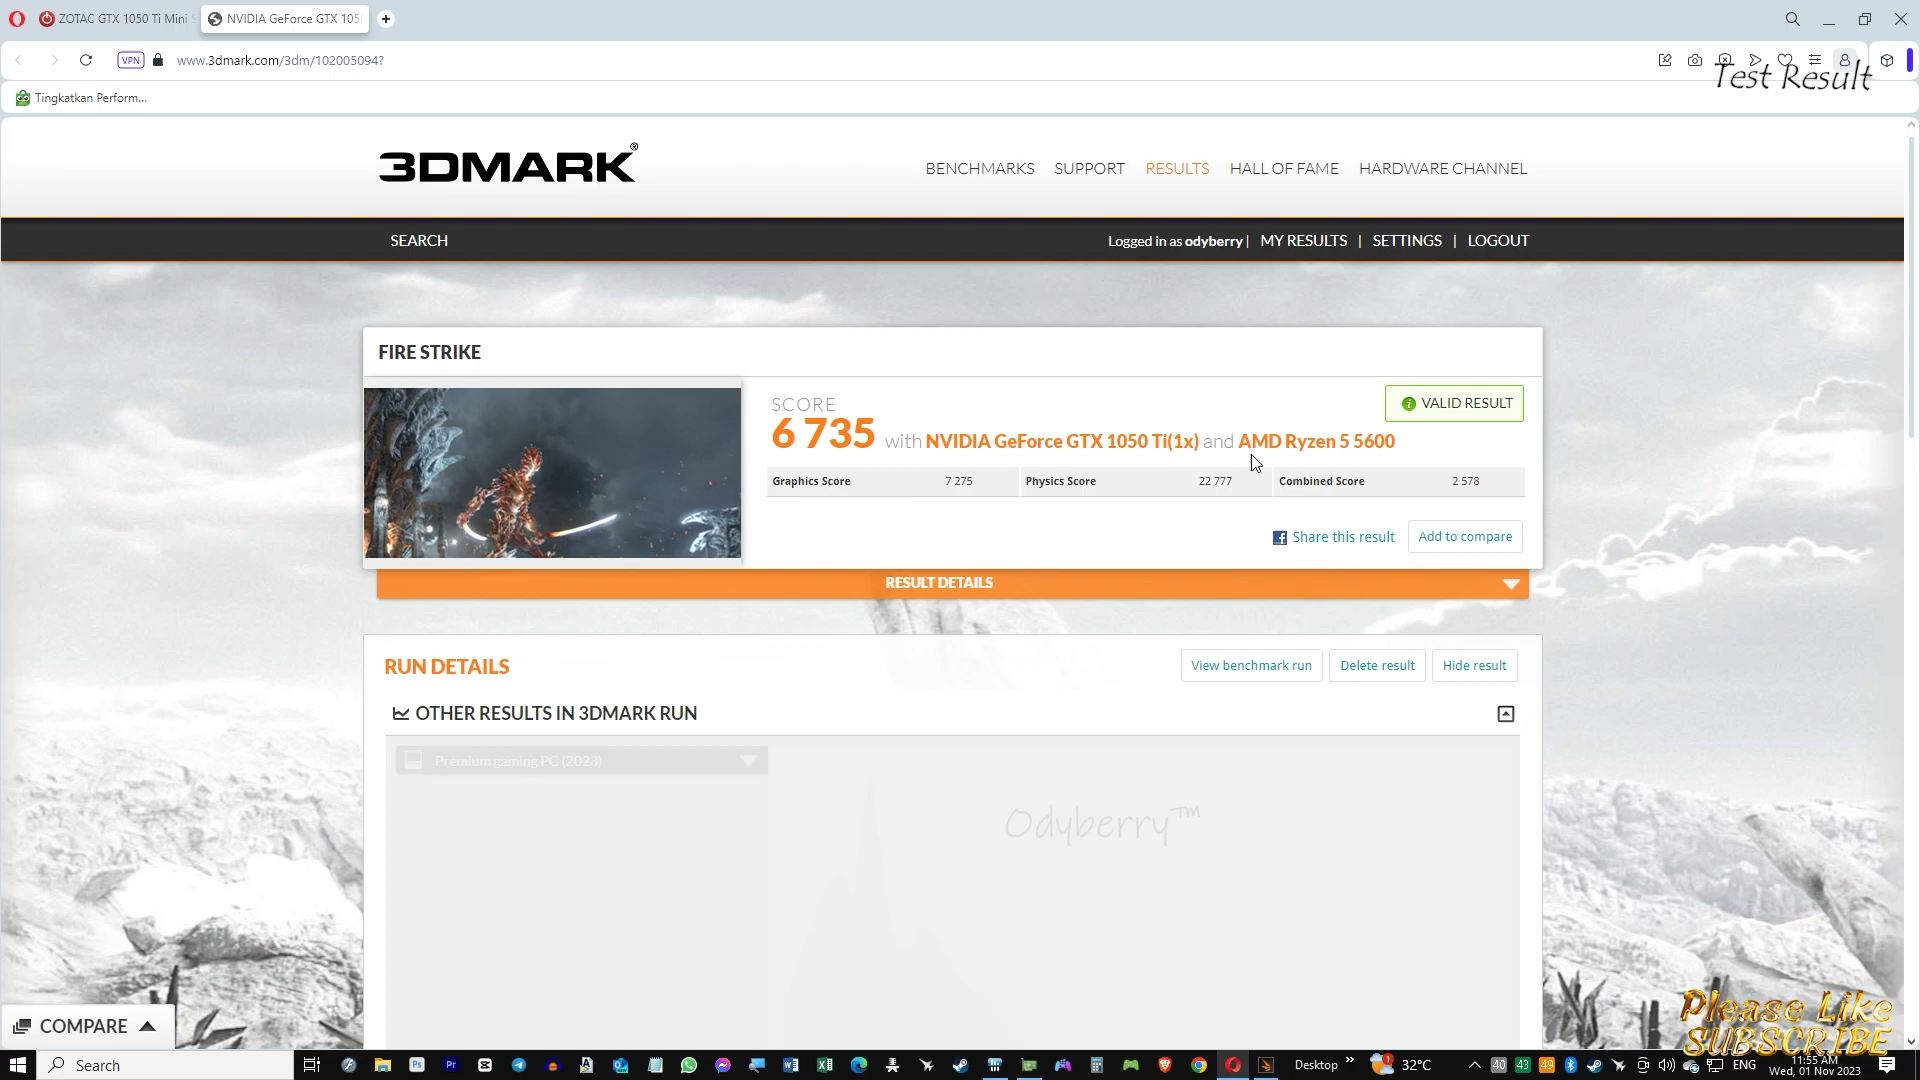 ZOTAC GTX 1050 Ti Mini
NVIDIA GeForce GTX 105
VPN
www.3dmark.com/3dm/102005094?
Test Result
Tingkatkan Perform...
3DMARK®
BENCHMARKS SUPPORT RESULTS HALL OF FAME HARDWARE CHANNEL
SEARCH
Logged in as odyberry | MY RESULTS | SETTINGS | LOGOUT
FIRE STRIKE
SCORE
VALID RESULT
6 735 with NVIDIA GeForce GTX 1050 Ti(1x) and AMD Ryzen 5 5600
Graphics Score 7 275 Physics Score 22 777 Combined Score 2 578
Share this result Add to compare
RESULT DETAILS
RUN DETAILS
View benchmark run Delete result Hide result
OTHER RESULTS IN 3DMARK RUN
Premium gaming PC (2023)
Odyberry™
Please Like
SUBSCRIBE
COMPARE
Search
Desktop
32°C
40 43 49
ENG
11:55 AM
Wed, 01 Nov 2023